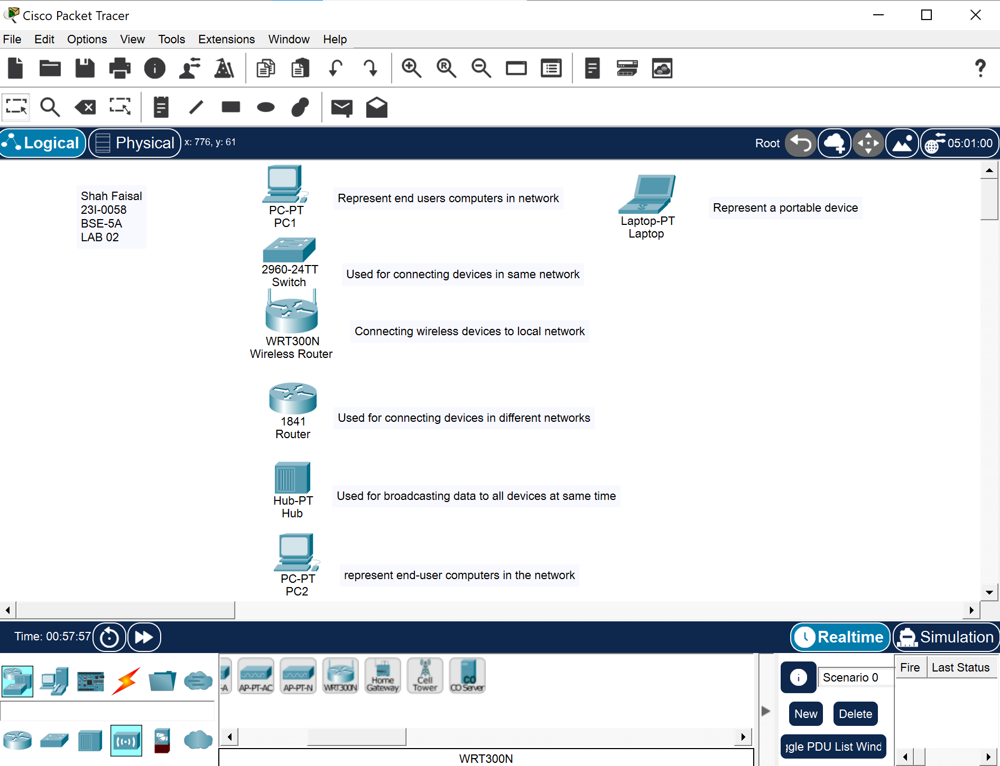 Cisco Packet Tracer
File Edit Options View Tools Extensions Window Help
Logical Physical x: 776, y: 61 Root 05:01:00
Shah Faisal
23I-0058
BSE-5A
LAB 02
PC-PT
PC1
Represent end users computers in network
Laptop-PT
Laptop
Represent a portable device
2960-24TT
Switch
Used for connecting devices in same network
WRT300N
Wireless Router
Connecting wireless devices to local network
1841
Router
Used for connecting devices in different networks
Hub-PT
Hub
Used for broadcasting data to all devices at same time
PC-PT
PC2
represent end-user computers in the network
Time: 00:57:57 Realtime Simulation
-A AP-PT-AC AP-PT-N WRT300N Home Gateway Cell Tower CO CO Server
WRT300N
Scenario 0
New Delete
ggle PDU List Wind
Fire Last Status